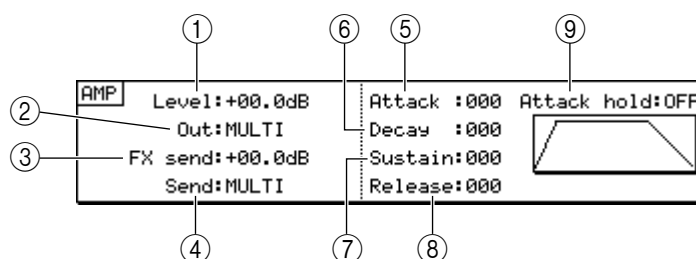 ① ⑥ ⑤ ⑨
AMP Level:+00.0dB Attack :000 Attack hold:OFF
② Out:MULTI Decay :000
③ FX send:+00.0dB Sustain:000
Send:MULTI Release:000
④ ⑦ ⑧